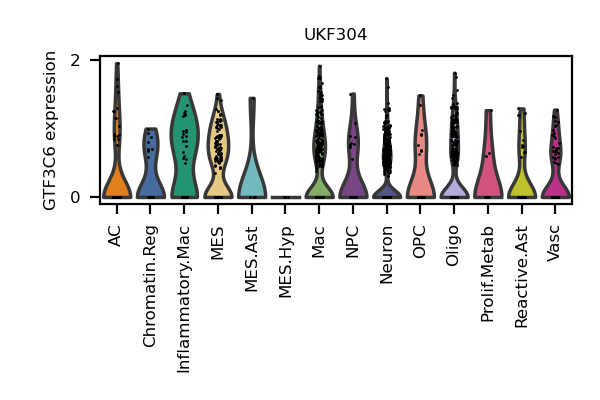 UKF304
GTF3C6 expression
2
0
AC
Chromatin.Reg
Inflammatory.Mac
MES
MES.Ast
MES.Hyp
Mac
NPC
Neuron
OPC
Oligo
Prolif.Metab
Reactive.Ast
Vasc